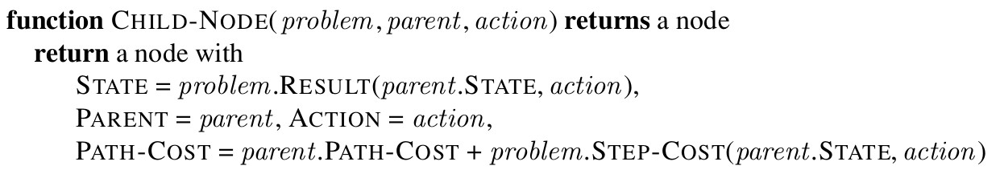 function CHILD-NODE(problem, parent, action) returns a node
return a node with
STATE = problem.RESULT(parent.STATE, action),
PARENT = parent, ACTION = action,
PATH-COST = parent.PATH-COST + problem.STEP-COST(parent.STATE, action)